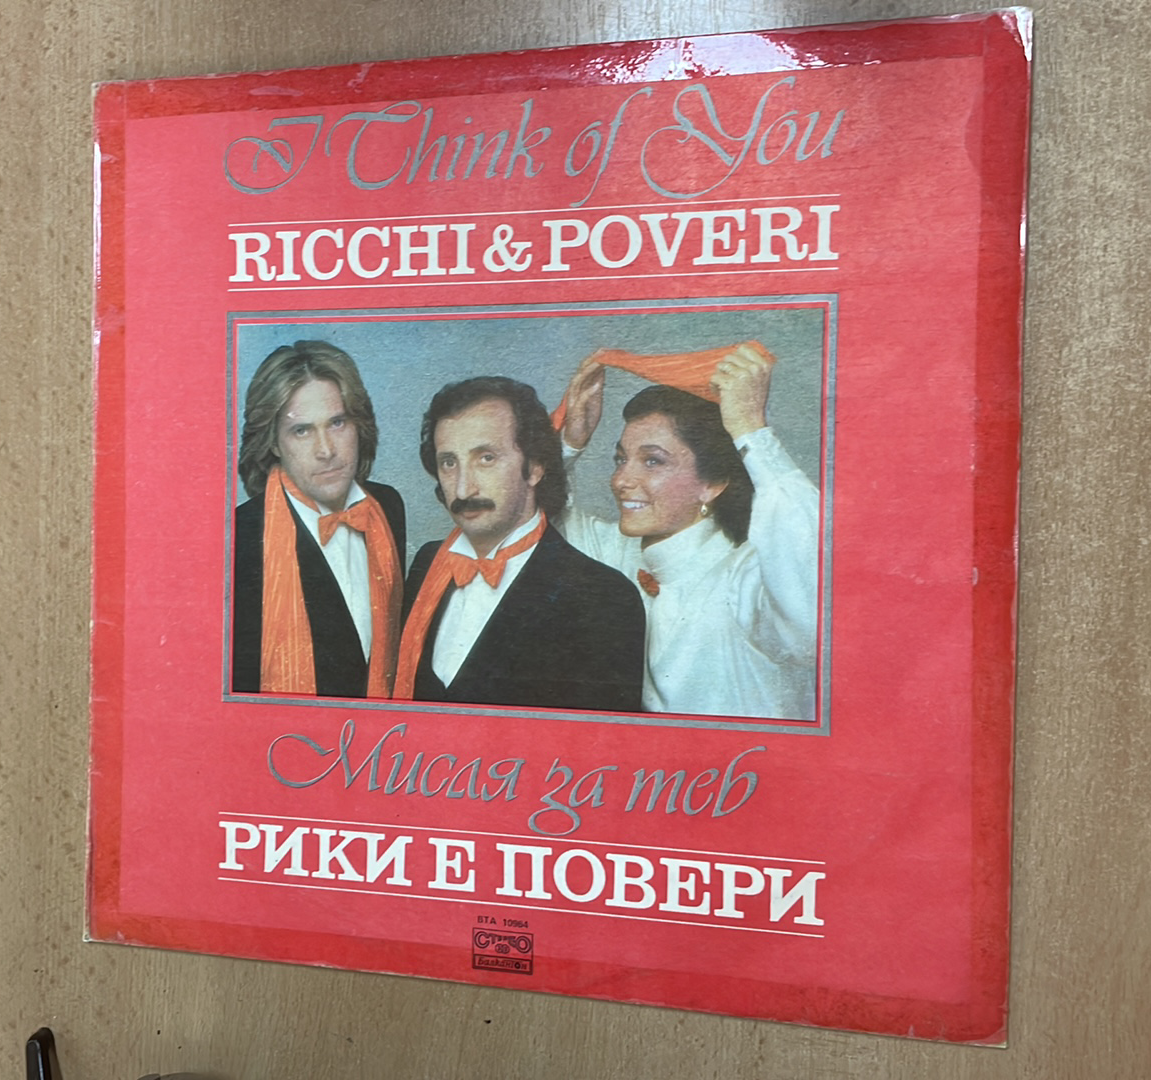 I Think of You
RICCHI & POVERI
Мисля за теб
РИКИ Е ПОВЕРИ
ВТА 10964
СТЕРЕО
Балкантон